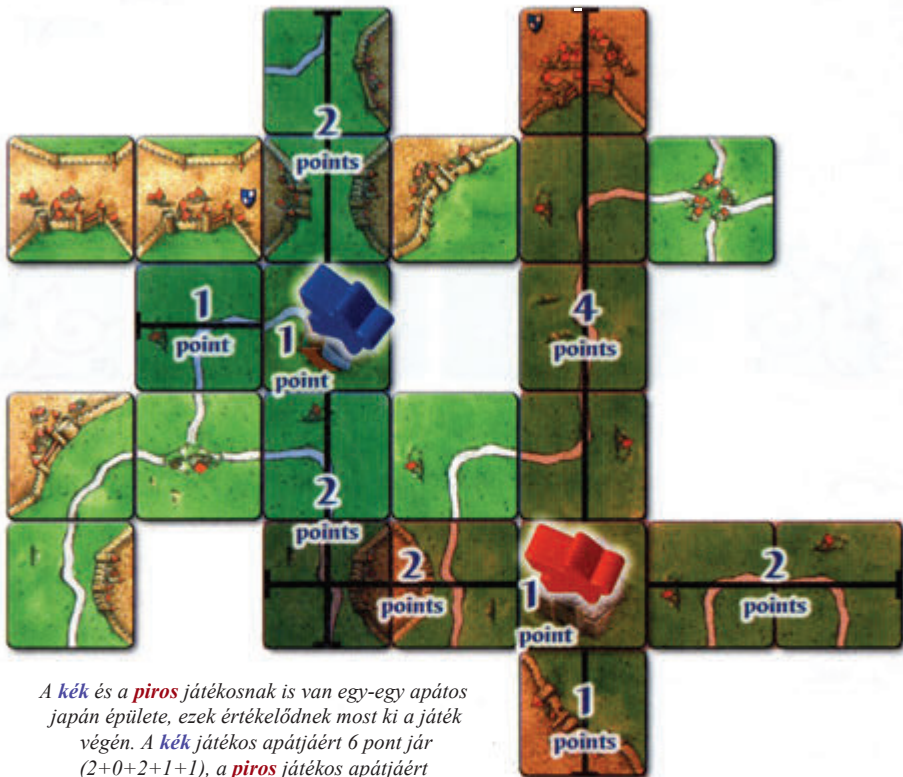 2
points
1
point
1
point
4
points
2
points
2
points
1
point
2
points
1
point
A kék és a piros játékosnak is van egy-egy apátos
japán épülete, ezek értékelődnek most ki a játék
végén. A kék játékos apátjáért 6 pont jár
(2+0+2+1+1), a piros játékos apátjáért